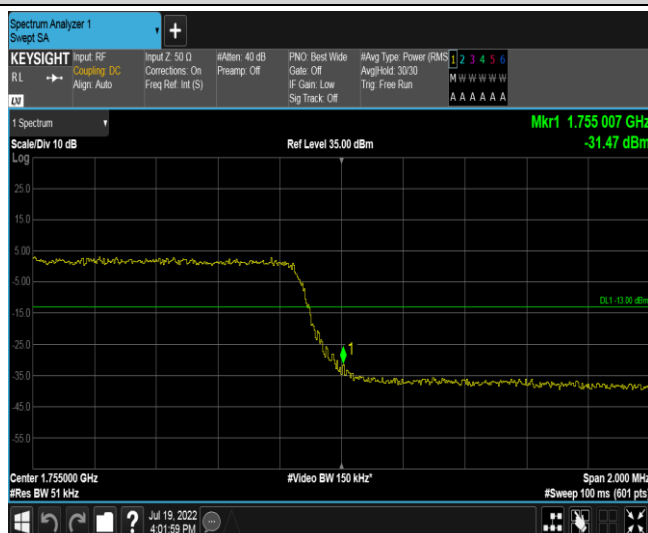 Spectrum Analyzer 1
Swept SA
KEYSIGHT
RL
Input: RF
Coupling: DC
Align: Auto
Input Z: 50 Ω
Corrections: On
Freq Ref: Int (S)
#Atten: 40 dB
Preamp: Off
PNO: Best Wide
Gate: Off
IF Gain: Low
Sig Track: Off
#Avg Type: Power (RMS
Avg|Hold: 30/30
Trig: Free Run
1 2 3 4 5 6
M W W W W W
A A A A A A
1 Spectrum
Mkr1 1.755 007 GHz
Scale/Div 10 dB
Ref Level 35.00 dBm
-31.47 dBm
Log
25.0
15.0
5.00
-5.00
DL1 -13.00 dBm
-15.0
-25.0
1
-35.0
-45.0
-55.0
Center 1.755000 GHz
#Video BW 150 kHz*
Span 2.000 MHz
#Res BW 51 kHz
#Sweep 100 ms (601 pts)
?
Jul 19, 2022
4:01:59 PM